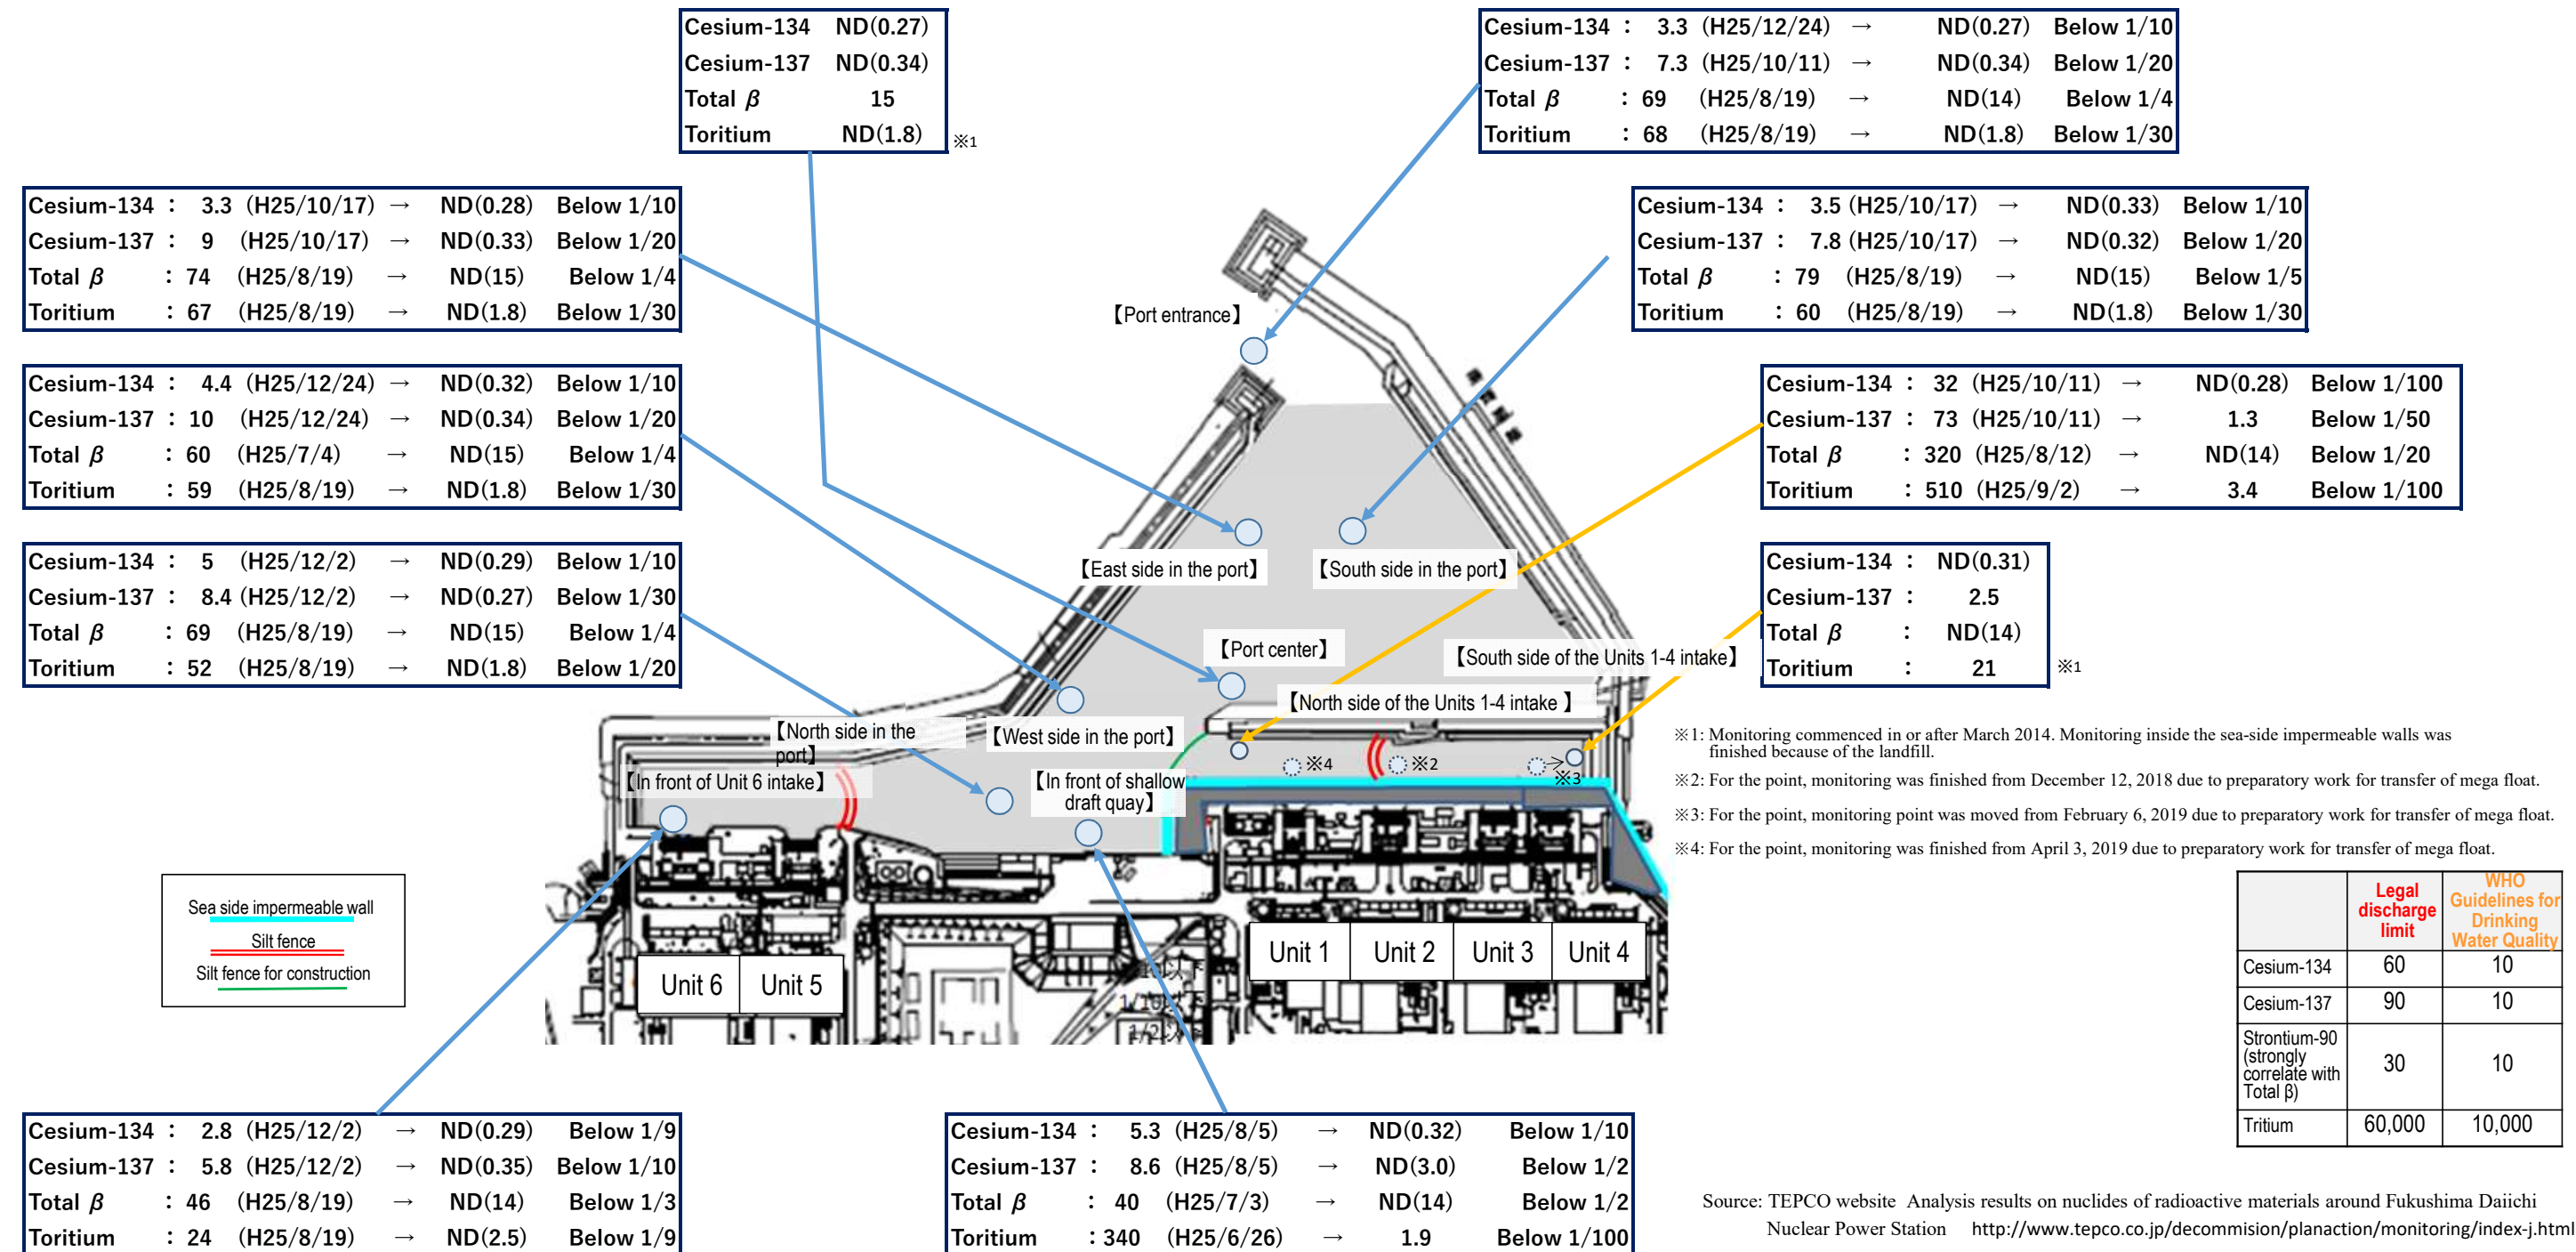 Cesium-134 ND(0.27)
Cesium-137 ND(0.34)
Total β 15
Toritium ND(1.8) ※1
Cesium-134 : 3.3 (H25/12/24) → ND(0.27) Below 1/10
Cesium-137 : 7.3 (H25/10/11) → ND(0.34) Below 1/20
Total β : 69 (H25/8/19) → ND(14) Below 1/4
Toritium : 68 (H25/8/19) → ND(1.8) Below 1/30
Cesium-134 : 3.3 (H25/10/17) → ND(0.28) Below 1/10
Cesium-137 : 9 (H25/10/17) → ND(0.33) Below 1/20
Total β : 74 (H25/8/19) → ND(15) Below 1/4
Toritium : 67 (H25/8/19) → ND(1.8) Below 1/30
Cesium-134 : 3.5 (H25/10/17) → ND(0.33) Below 1/10
Cesium-137 : 7.8 (H25/10/17) → ND(0.32) Below 1/20
Total β : 79 (H25/8/19) → ND(15) Below 1/5
Toritium : 60 (H25/8/19) → ND(1.8) Below 1/30
Cesium-134 : 4.4 (H25/12/24) → ND(0.32) Below 1/10
Cesium-137 : 10 (H25/12/24) → ND(0.34) Below 1/20
Total β : 60 (H25/7/4) → ND(15) Below 1/4
Toritium : 59 (H25/8/19) → ND(1.8) Below 1/30
Cesium-134 : 32 (H25/10/11) → ND(0.28) Below 1/100
Cesium-137 : 73 (H25/10/11) → 1.3 Below 1/50
Total β : 320 (H25/8/12) → ND(14) Below 1/20
Toritium : 510 (H25/9/2) → 3.4 Below 1/100
Cesium-134 : 5 (H25/12/2) → ND(0.29) Below 1/10
Cesium-137 : 8.4 (H25/12/2) → ND(0.27) Below 1/30
Total β : 69 (H25/8/19) → ND(15) Below 1/4
Toritium : 52 (H25/8/19) → ND(1.8) Below 1/20
Cesium-134 : ND(0.31)
Cesium-137 : 2.5
Total β : ND(14)
Toritium : 21 ※1
【Port entrance】
【East side in the port】
【South side in the port】
【Port center】
【South side of the Units 1-4 intake】
【North side of the Units 1-4 intake 】
【North side in the
port】
【West side in the port】
【In front of Unit 6 intake】
【In front of shallow
draft quay】
※4
※2
※3
※1: Monitoring commenced in or after March 2014. Monitoring inside the sea-side impermeable walls was
finished because of the landfill.
※2: For the point, monitoring was finished from December 12, 2018 due to preparatory work for transfer of mega float.
※3: For the point, monitoring point was moved from February 6, 2019 due to preparatory work for transfer of mega float.
※4: For the point, monitoring was finished from April 3, 2019 due to preparatory work for transfer of mega float.
Sea side impermeable wall
Silt fence
Silt fence for construction
Unit 6
Unit 5
Unit 1
Unit 2
Unit 3
Unit 4
Legal
discharge
limit
WHO
Guidelines for
Drinking
Water Quality
Cesium-134 60 10
Cesium-137 90 10
Strontium-90
(strongly
correlate with
Total β)
30 10
Tritium 60,000 10,000
Cesium-134 : 2.8 (H25/12/2) → ND(0.29) Below 1/9
Cesium-137 : 5.8 (H25/12/2) → ND(0.35) Below 1/10
Total β : 46 (H25/8/19) → ND(14) Below 1/3
Toritium : 24 (H25/8/19) → ND(2.5) Below 1/9
Cesium-134 : 5.3 (H25/8/5) → ND(0.32) Below 1/10
Cesium-137 : 8.6 (H25/8/5) → ND(3.0) Below 1/2
Total β : 40 (H25/7/3) → ND(14) Below 1/2
Toritium : 340 (H25/6/26) → 1.9 Below 1/100
Source: TEPCO website Analysis results on nuclides of radioactive materials around Fukushima Daiichi
Nuclear Power Station http://www.tepco.co.jp/decommision/planaction/monitoring/index-j.html